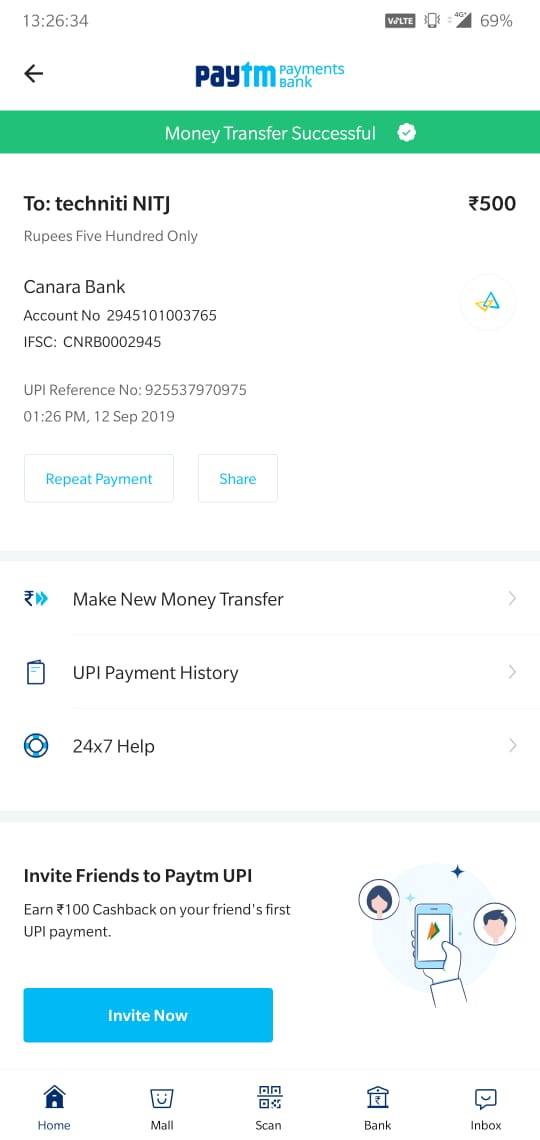 13:26:34
VoLTE 4G+ 69%
paytm payments bank
Money Transfer Successful
To: techniti NITJ ₹500
Rupees Five Hundred Only
Canara Bank
Account No 2945101003765
IFSC: CNRB0002945
UPI Reference No: 925537970975
01:26 PM, 12 Sep 2019
Repeat Payment Share
₹ Make New Money Transfer
UPI Payment History
24x7 Help
Invite Friends to Paytm UPI
Earn ₹100 Cashback on your friend's first
UPI payment.
Invite Now
Home Mall Scan Bank Inbox